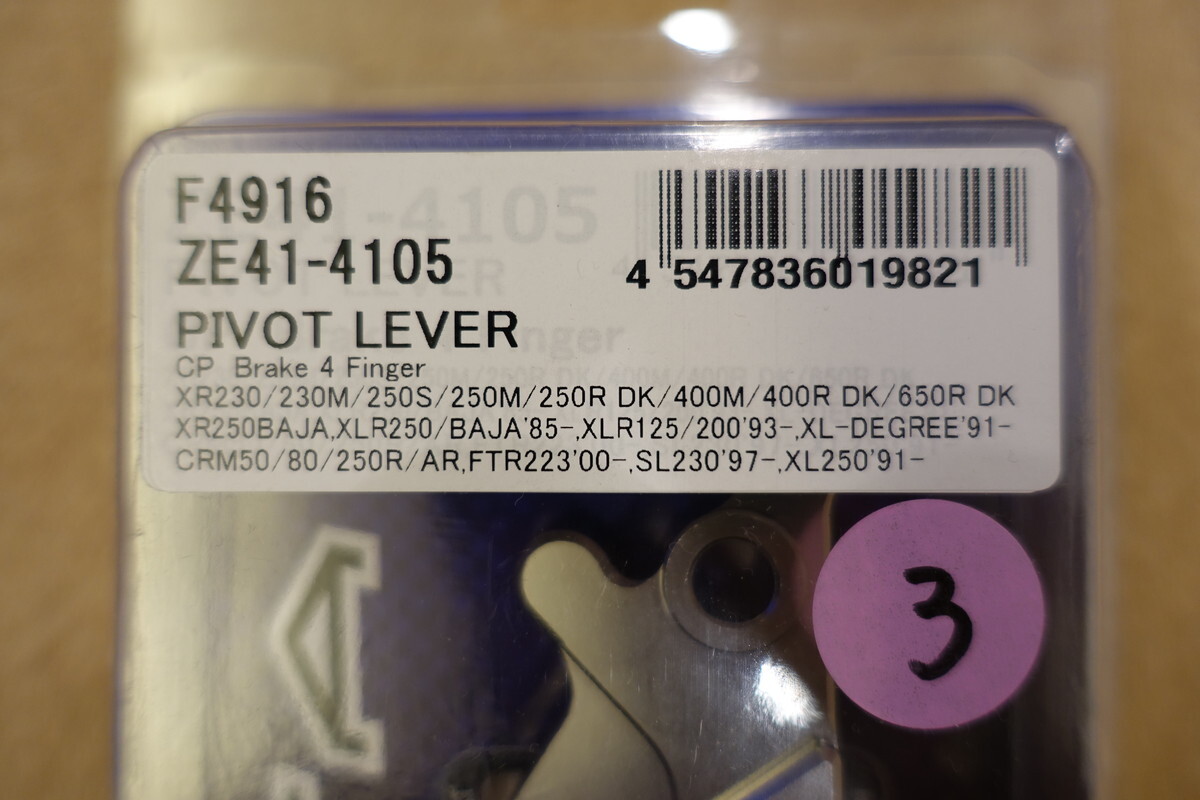 F4916
ZE41-4105
4 547836019821
PIVOT LEVER
CP Brake 4 Finger
XR230/230M/250S/250M/250R DK/400M/400R DK/650R DK
XR250BAJA,XLR250/BAJA'85-,XLR125/200'93-,XL-DEGREE'91-
CRM50/80/250R/AR,FTR223'00-,SL230'97-,XL250'91-
3